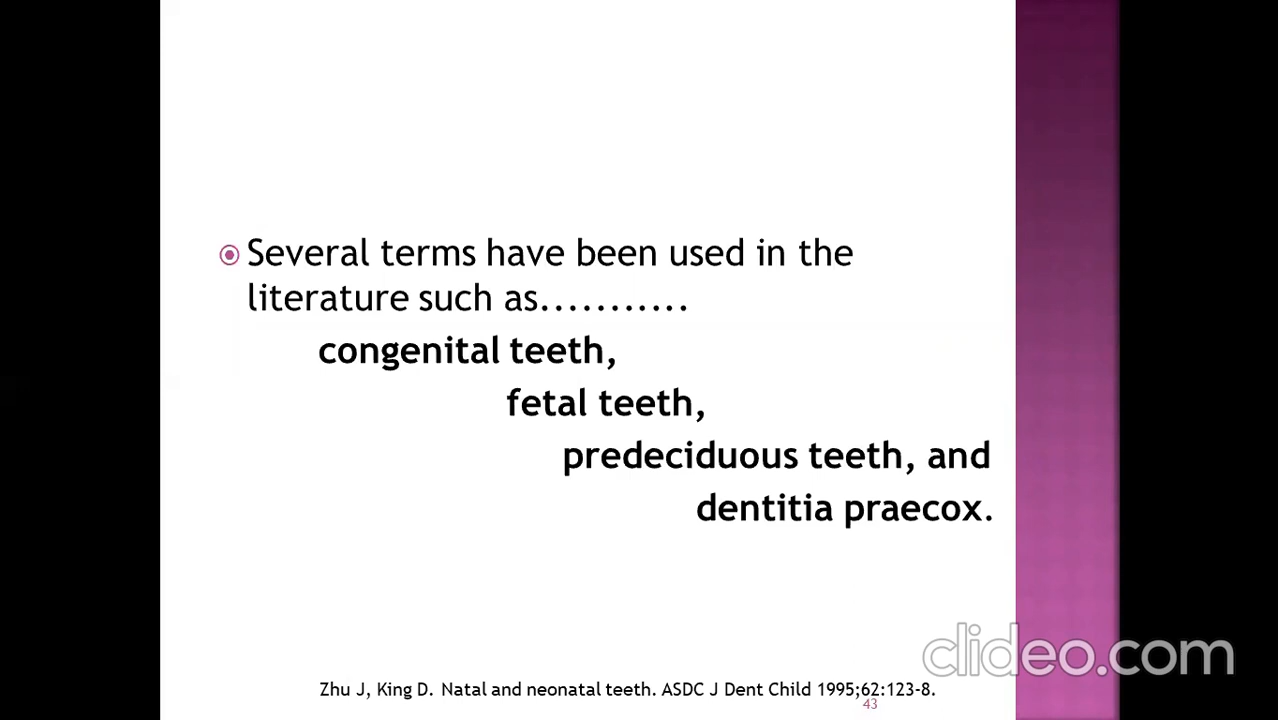 Several terms have been used in the
literature such as...........
congenital teeth,
fetal teeth,
predeciduous teeth, and
dentitia praecox.
clideo.com
Zhu J, King D. Natal and neonatal teeth. ASDC J Dent Child 1995;62:123-8.
43